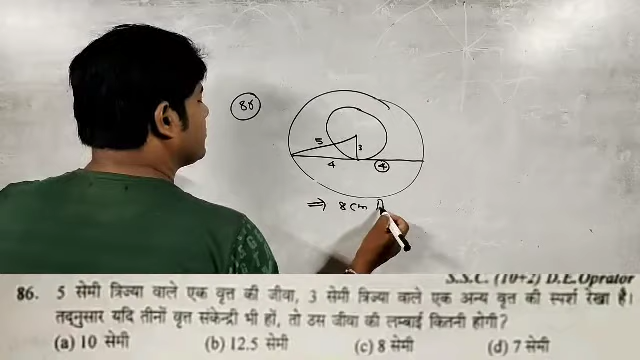 86
5
3
4
4
⇒ 8 cm A
S.S.C. (10+2) D.E.Oprator
86. 5 सेमी त्रिज्या वाले एक वृत्त की जीवा, 3 सेमी त्रिज्या वाले एक अन्य वृत्त की स्पर्श रेखा है।
तद्नुसार यदि तीनों वृत्त संकेन्द्री भी हों, तो उस जीवा की लम्बाई कितनी होगी?
(a) 10 सेमी (b) 12.5 सेमी (c) 8 सेमी (d) 7 सेमी